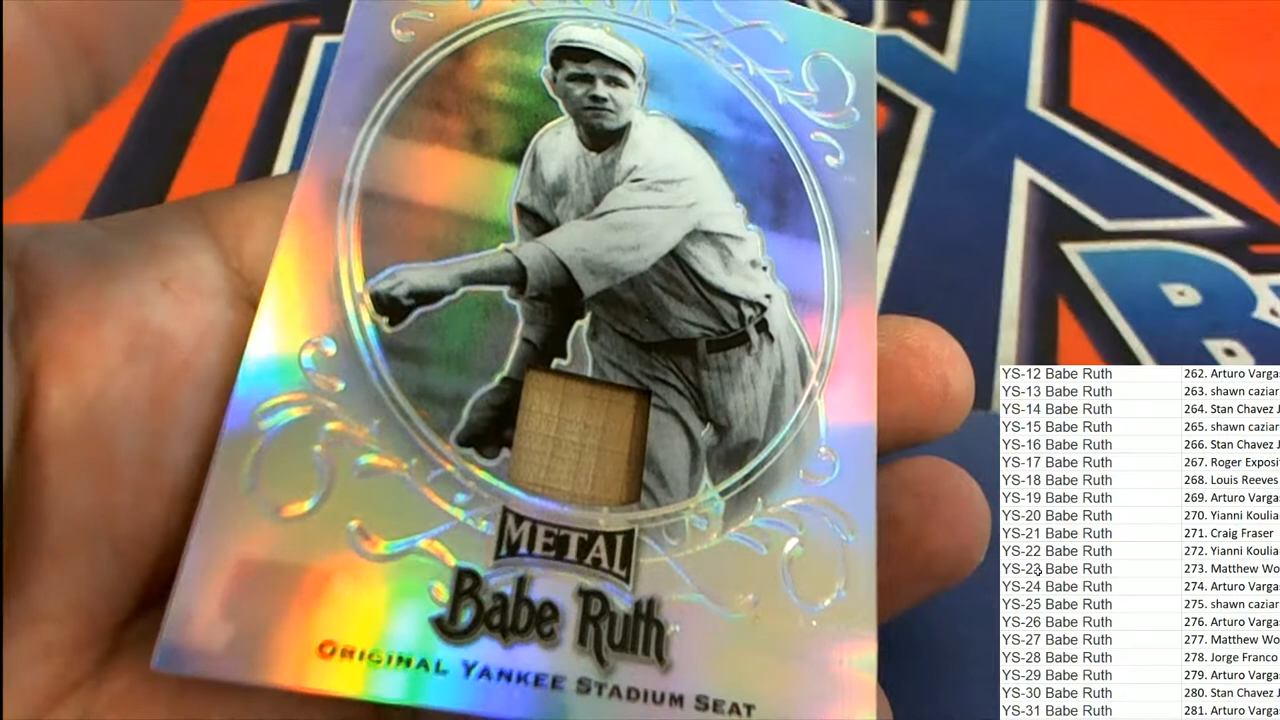 METAL
Babe Ruth
ORIGINAL YANKEE STADIUM SEAT
YS-12 Babe Ruth 262. Arturo Varga
YS-13 Babe Ruth 263. shawn caziar
YS-14 Babe Ruth 264. Stan Chavez J
YS-15 Babe Ruth 265. shawn caziar
YS-16 Babe Ruth 266. Stan Chavez J
YS-17 Babe Ruth 267. Roger Exposi
YS-18 Babe Ruth 268. Louis Reeves
YS-19 Babe Ruth 269. Arturo Varga
YS-20 Babe Ruth 270. Yianni Koulia
YS-21 Babe Ruth 271. Craig Fraser
YS-22 Babe Ruth 272. Yianni Koulia
YS-23 Babe Ruth 273. Matthew Wo
YS-24 Babe Ruth 274. Arturo Varga
YS-25 Babe Ruth 275. shawn caziar
YS-26 Babe Ruth 276. Arturo Varga
YS-27 Babe Ruth 277. Matthew Wo
YS-28 Babe Ruth 278. Jorge Franco
YS-29 Babe Ruth 279. Arturo Varga
YS-30 Babe Ruth 280. Stan Chavez J
YS-31 Babe Ruth 281. Arturo Varga